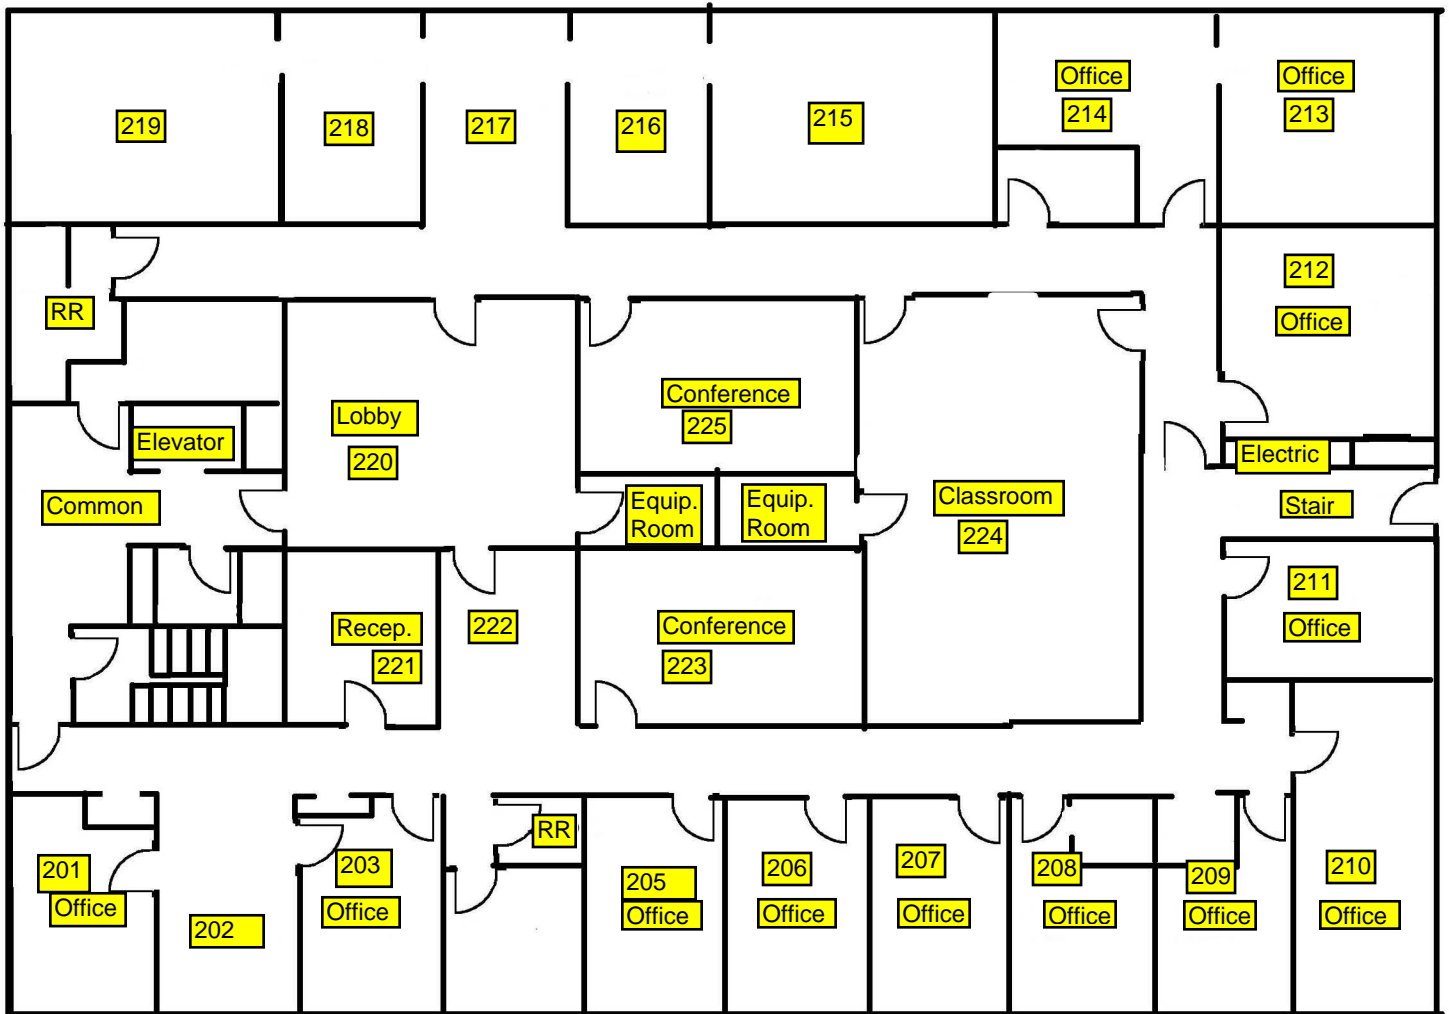 Office
Office
219
218
217
216
215
214
213
212
RR
Office
Conference
Lobby
225
Elevator
220
Electric
Common
Equip.
Room
Equip.
Room
Classroom
Stair
224
211
Recep.
222
Conference
Office
221
223
RR
201
203
205
206
207
208
209
210
Office
202
Office
Office
Office
Office
Office
Office
Office